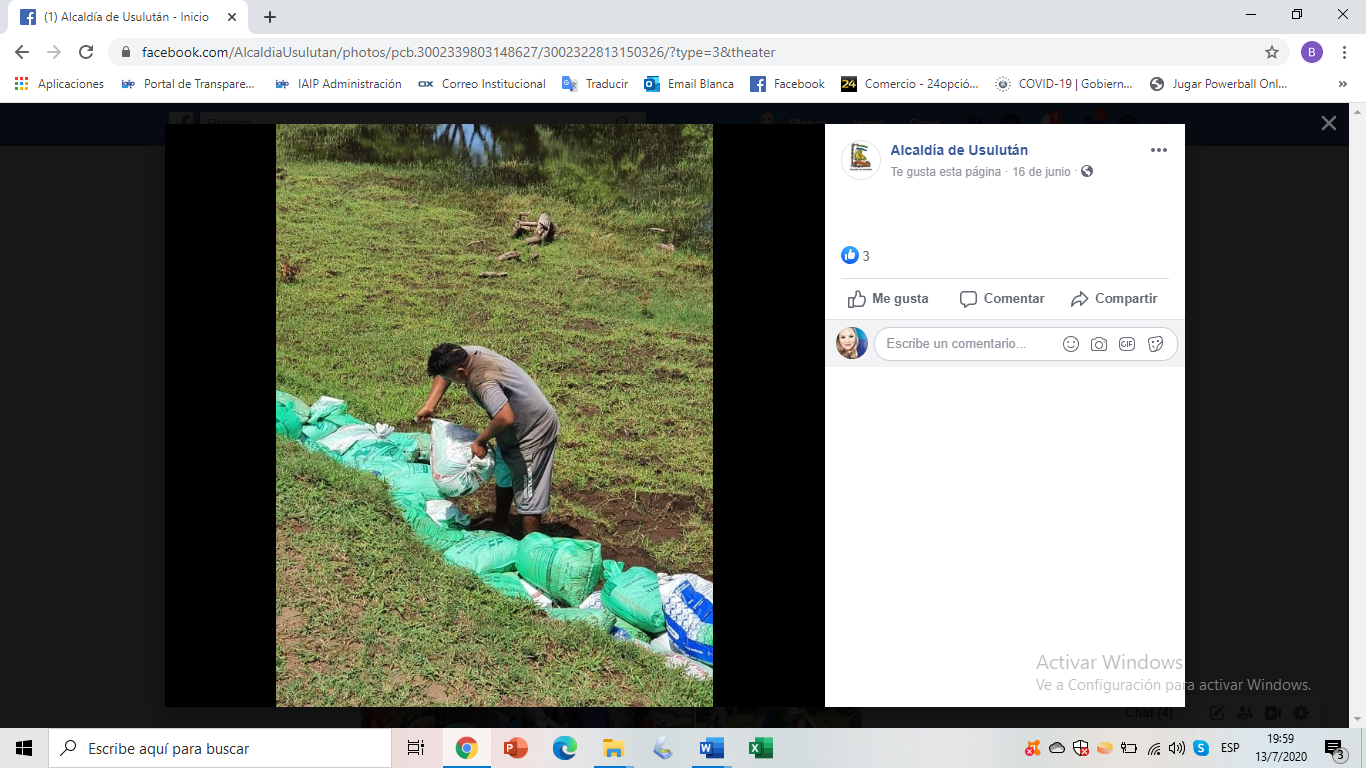 (1) Alcaldía de Usulután - Inicio
facebook.com/AlcaldiaUsulutan/photos/pcb.3002339803148627/3002322813150326/?type=3&theater
B
Aplicaciones
Portal de Transpare...
IAIP Administración
Correo Institucional
Traducir
Email Blanca
Facebook
Comercio - 24opció...
COVID-19 | Gobiern...
Jugar Powerball Onl...
Buscar
Alcaldía de Usulután
Te gusta esta página · 16 de junio ·
3
Me gusta
Comentar
Compartir
Escribe un comentario...
GIF
Activar Windows
Ve a Configuración para activar Windows.
Chat (4)
Escribe aquí para buscar
ESP
19:59
13/7/2020
3